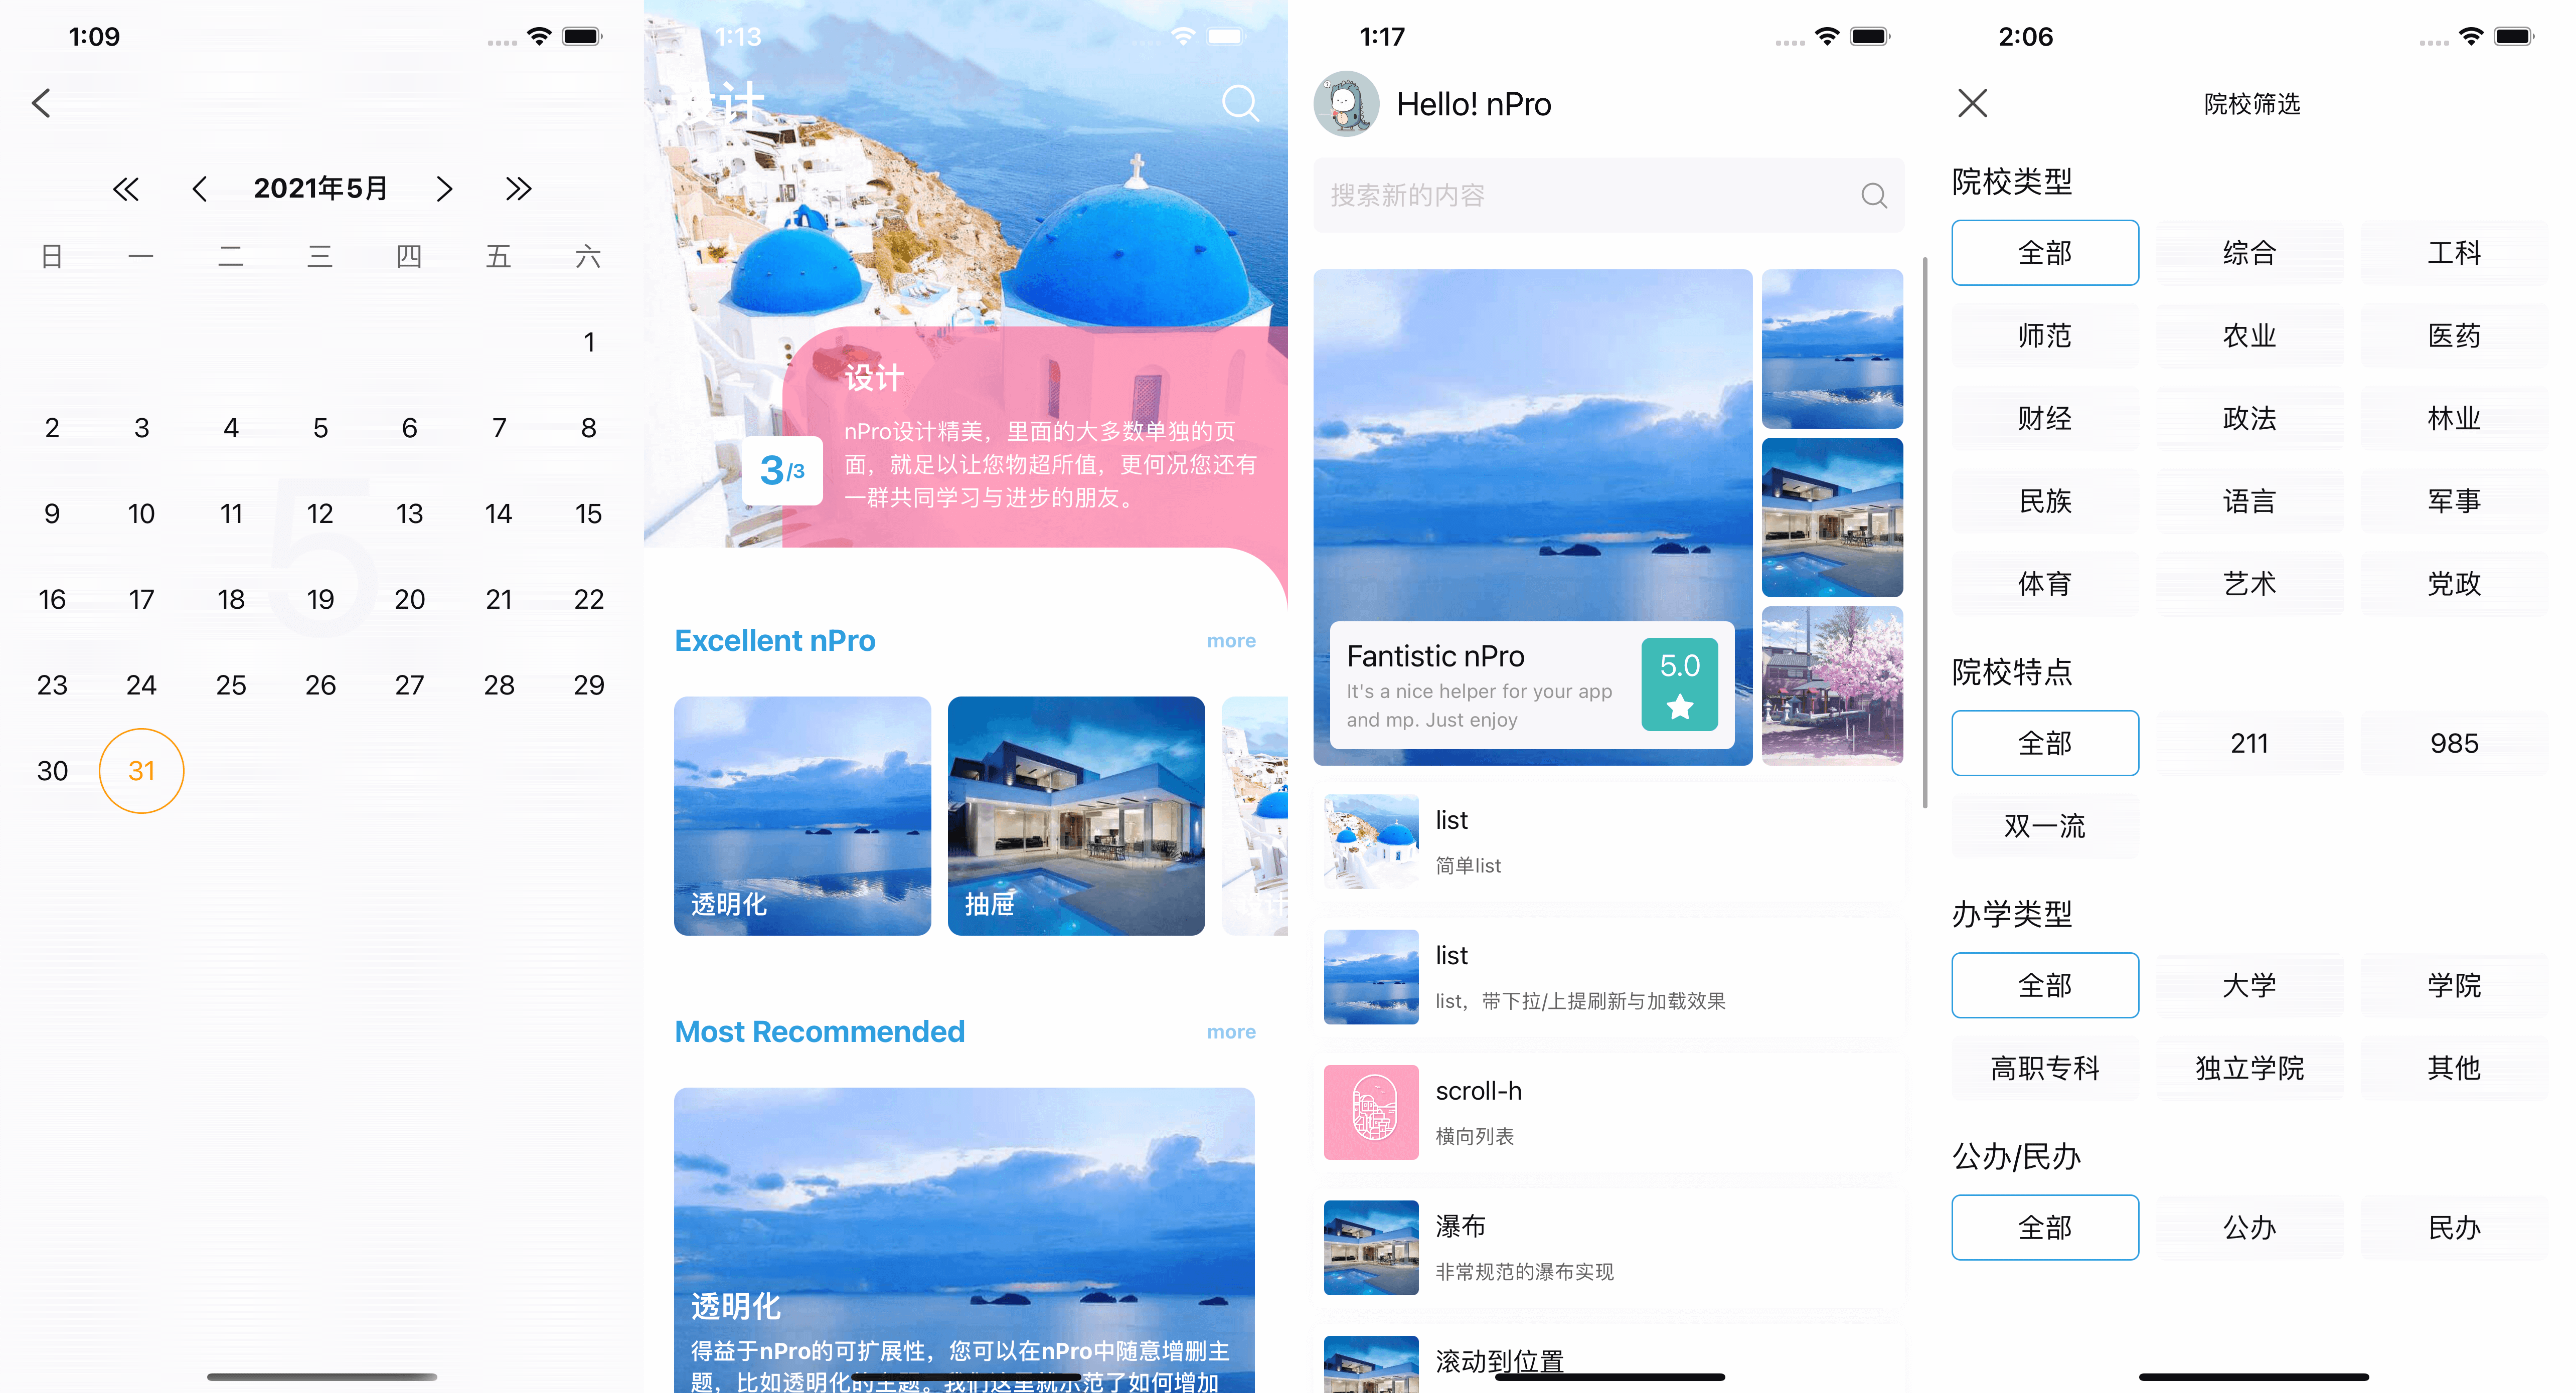 1:09
2021年5月
日 一 二 三 四 五 六
1
2 3 4 5 6 7 8
9 10 11 12 13 14 15
16 17 18 19 20 21 22
23 24 25 26 27 28 29
30 31
5
1:13
设计
设计
nPro设计精美，里面的大多数单独的页
面，就足以让您物超所值，更何况您还有
一群共同学习与进步的朋友。
3/3
Excellent nPro
more
透明化
抽屉
设计
Most Recommended
more
透明化
得益于nPro的可扩展性，您可以在nPro中随意增删主
题，比如透明化的主题。我们这里就示范了如何增加
1:17
Hello! nPro
搜索新的内容
Fantistic nPro
It's a nice helper for your app
and mp. Just enjoy
5.0
list
简单list
list
list，带下拉/上提刷新与加载效果
scroll-h
横向列表
瀑布
非常规范的瀑布实现
滚动到位置
2:06
院校筛选
院校类型
全部 综合 工科
师范 农业 医药
财经 政法 林业
民族 语言 军事
体育 艺术 党政
院校特点
全部 211 985
双一流
办学类型
全部 大学 学院
高职专科 独立学院 其他
公办/民办
全部 公办 民办